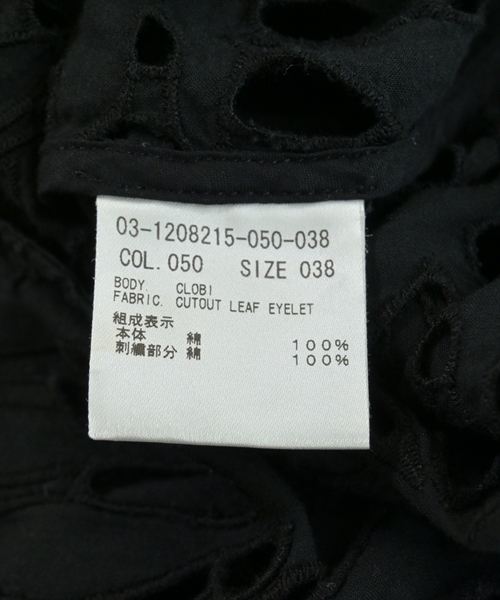 03-1208215-050-038
COL.050 SIZE 038
BODY. CLOBI
FABRIC. CUTOUT LEAF EYELET
組成表示
本体 綿 100%
刺繍部分 綿 100%